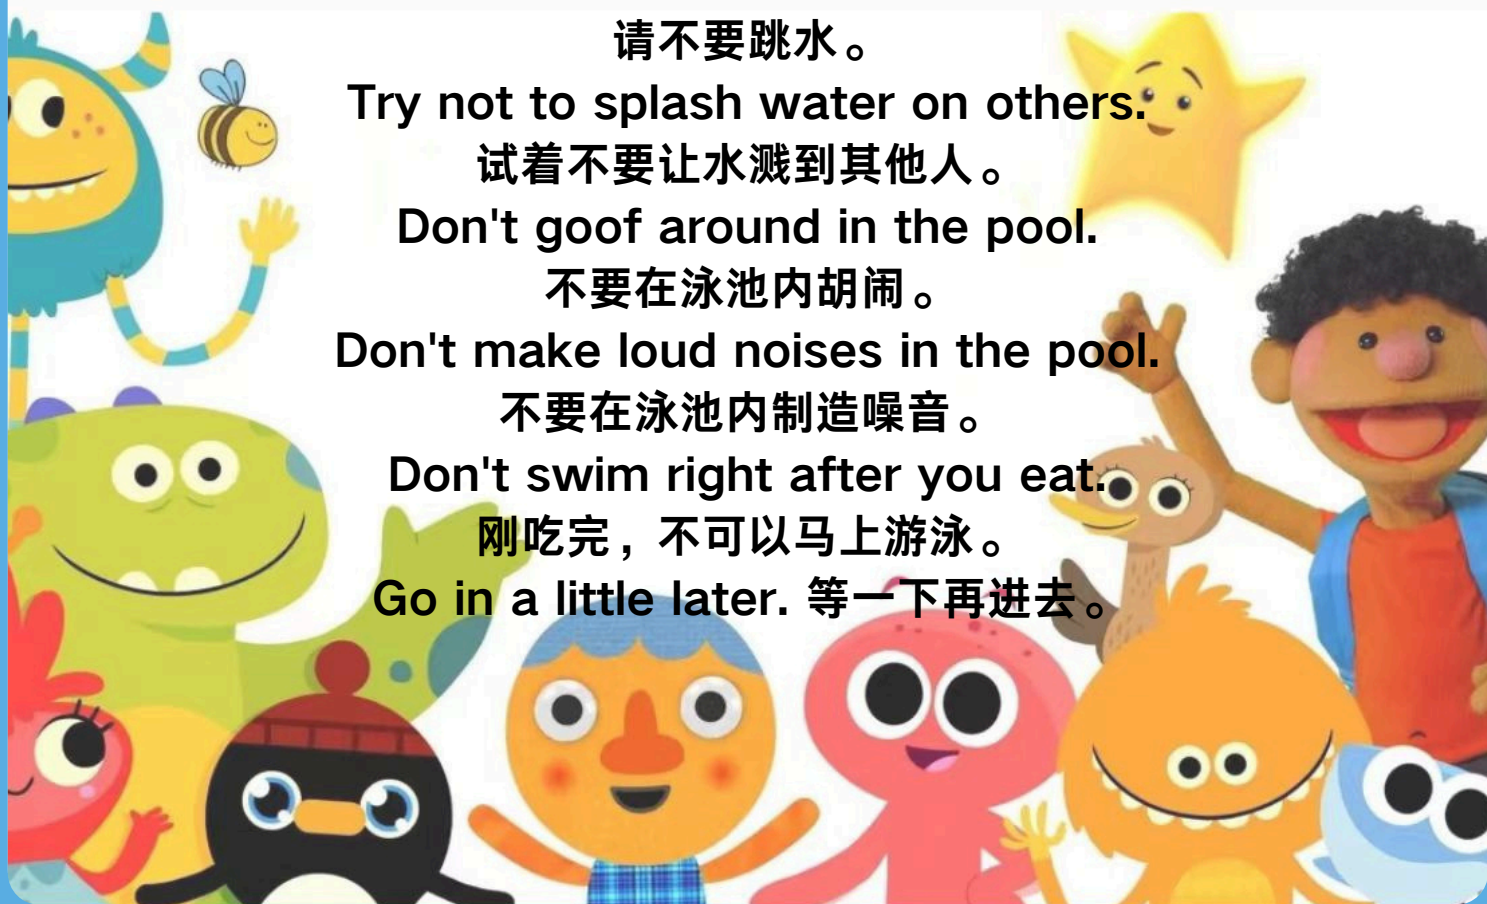 请不要跳水。
Try not to splash water on others.
试着不要让水溅到其他人。
Don't goof around in the pool.
不要在泳池内胡闹。
Don't make loud noises in the pool.
不要在泳池内制造噪音。
Don't swim right after you eat.
刚吃完，不可以马上游泳。
Go in a little later. 等一下再进去。